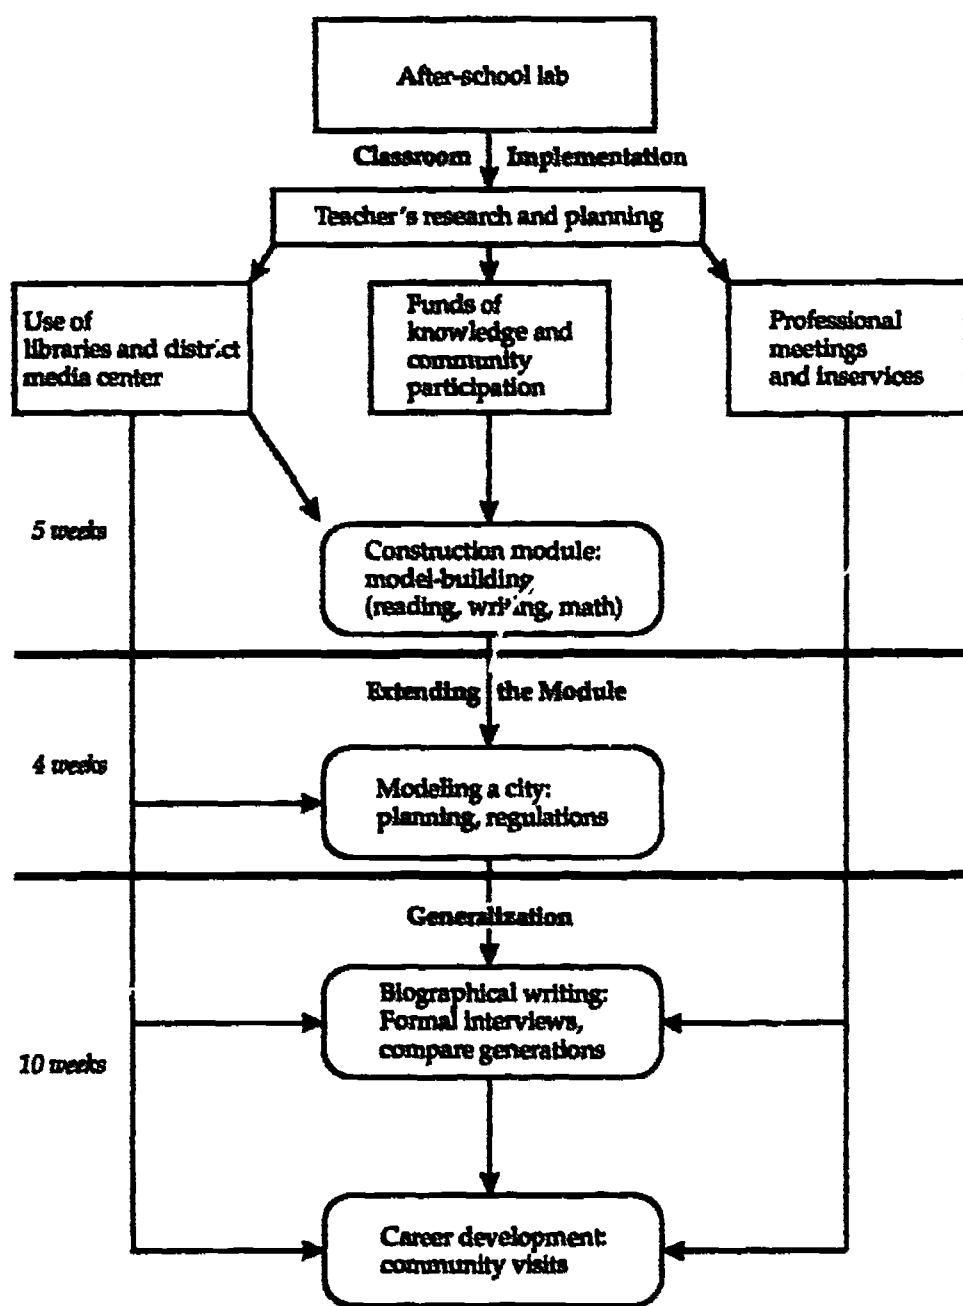 After-school lab
Classroom Implementation
Teacher's research and planning
Use of
libraries and district
media center
Funds of
knowledge and
community
participation
Professional
meetings
and inservices
5 weeks
Construction module:
model-building
(reading, writing, math)
Extending the Module
4 weeks
Modeling a city:
planning, regulations
Generalization
Biographical writing:
Formal interviews,
compare generations
10 weeks
Career development:
community visits